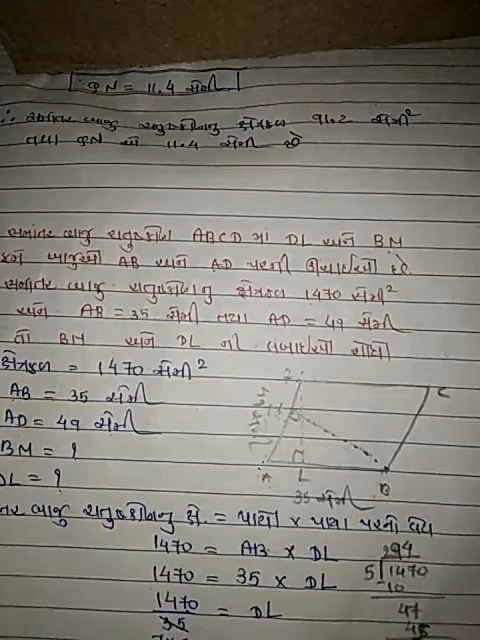 ∴ QN = 11.4 સેમી
∴ સમાંતર બાજુ ચતુષ્કોણનુ ક્ષેત્રફળ 91.2 સેમી²
તથા QN એ 11.4 સેમી છે
સમાંતર બાજુ ચતુષ્કોણ ABCD માં DL અને BM
બાજુઓ AB અને AD પરની છે.
સમાંતર બાજુ ચતુષ્કોણનુ ક્ષેત્રફળ 1470 સેમી²
અને AB = 35 સેમી તથા AD = 49 સેમી
તો BM અને DL ની લંબાઈઓ શોધો
ક્ષેત્રફળ = 1470 સેમી²
AB = 35 સેમી
AD = 49 સેમી
BM = ?
DL = ?
C
A
L
B
35 સેમી
તર બાજુ ચતુષ્કોણનુ ક્ષે. = પાયો × પાયા પરનો વેધ
1470 = AB × DL
1470 = 35 × DL
1470 = DL
35
294
5 1470
-10
47
45